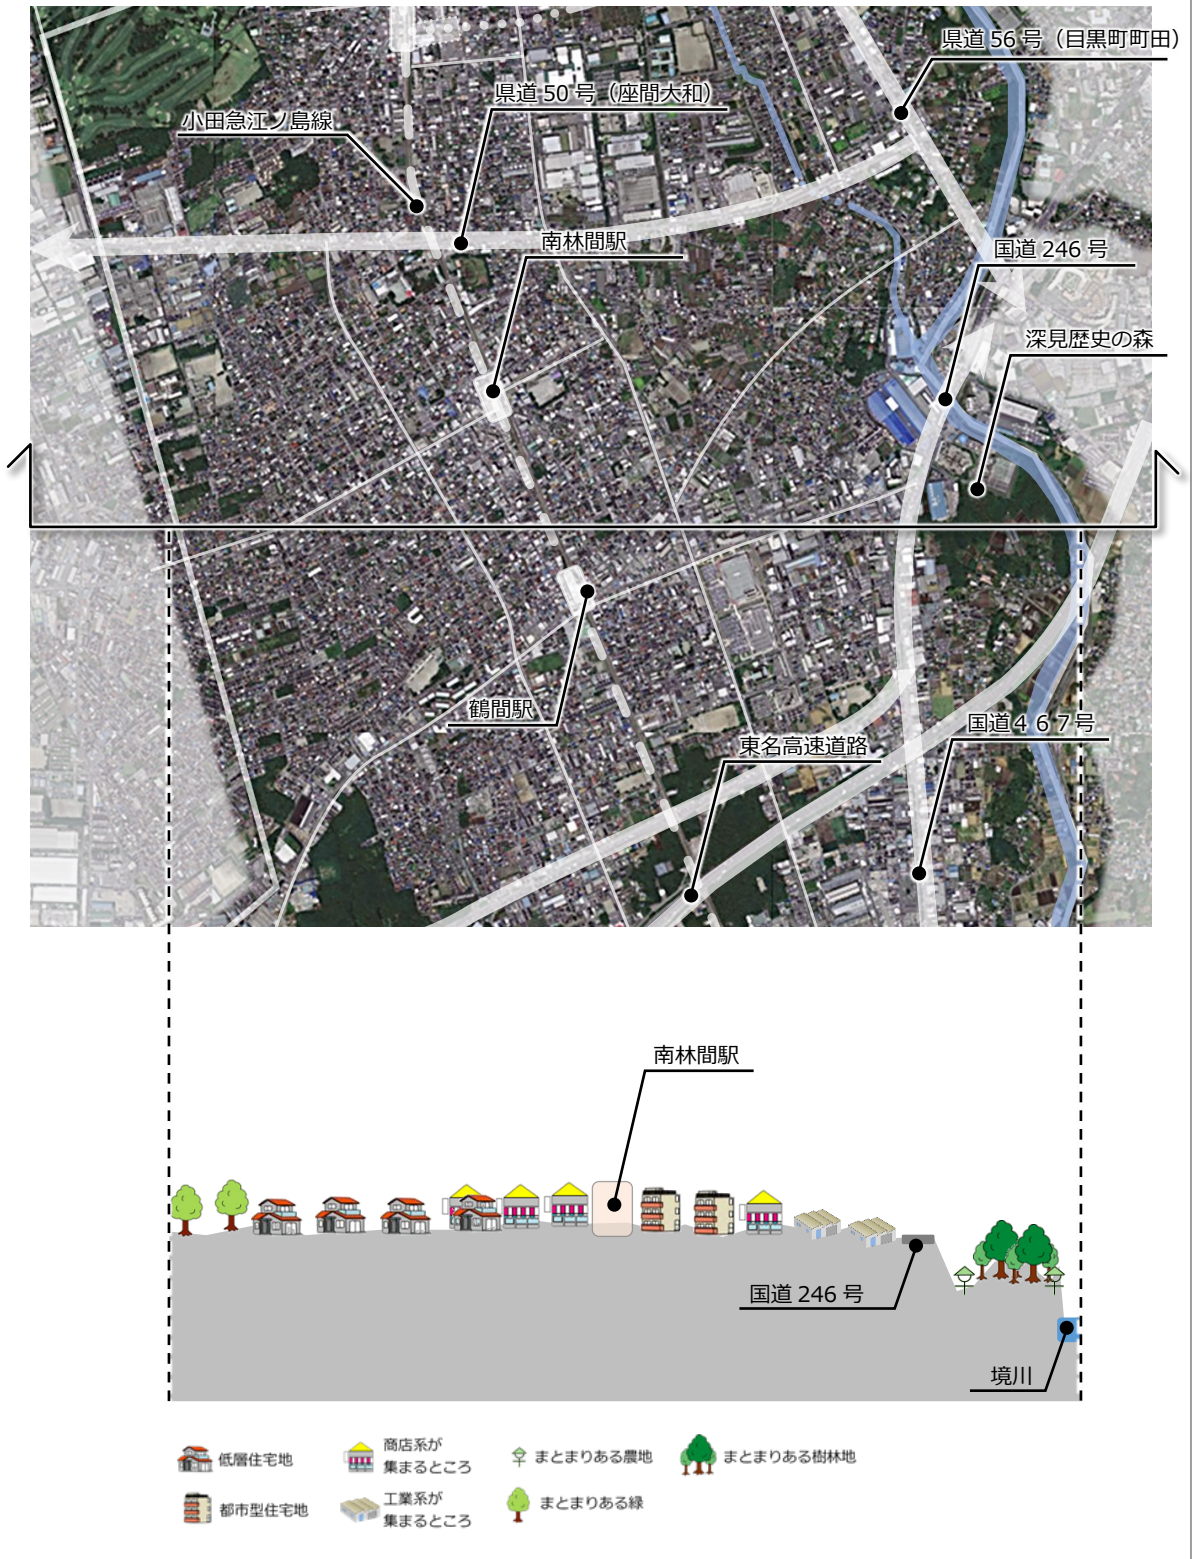 県道 56 号（目黒町町田）
県道 50 号（座間大和）
小田急江ノ島線
南林間駅
国道 246 号
深見歴史の森
鶴間駅
国道４６７号
東名高速道路
南林間駅
国道 246 号
境川
低層住宅地
商店系が
集まるところ
まとまりある農地
まとまりある樹林地
都市型住宅地
工業系が
集まるところ
まとまりある緑